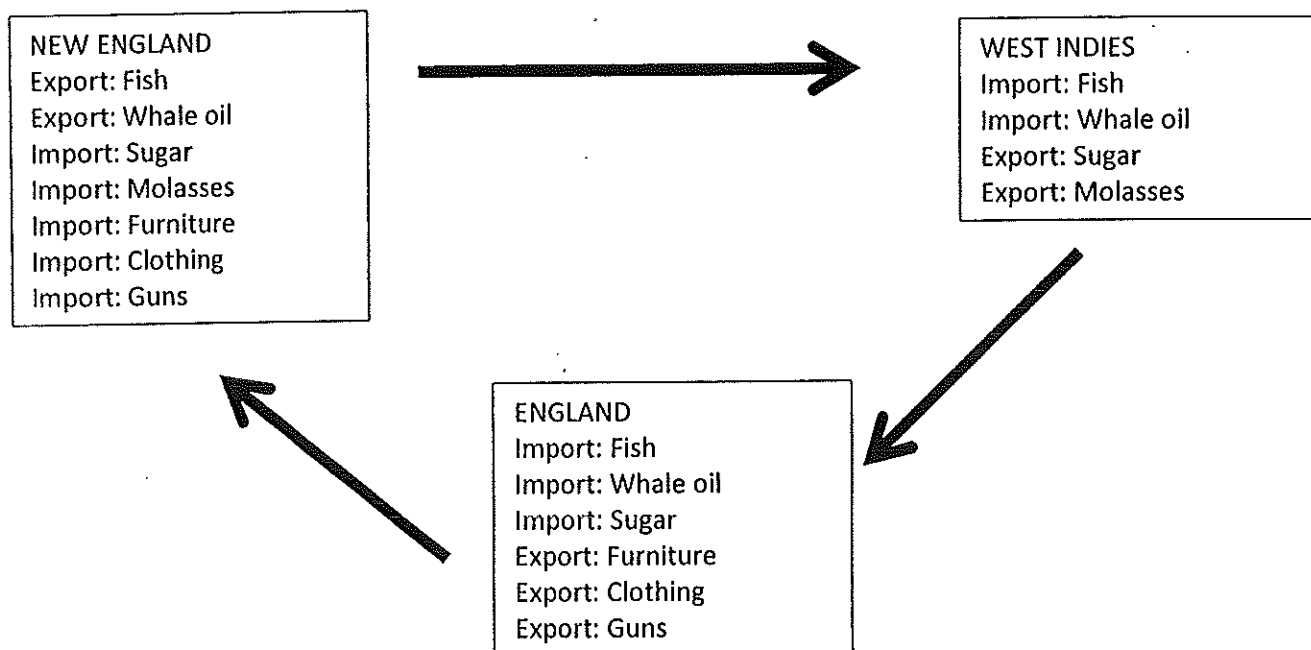 NEW ENGLAND
Export: Fish
Export: Whale oil
Import: Sugar
Import: Molasses
Import: Furniture
Import: Clothing
Import: Guns
WEST INDIES
Import: Fish
Import: Whale oil
Export: Sugar
Export: Molasses
ENGLAND
Import: Fish
Import: Whale oil
Import: Sugar
Export: Furniture
Export: Clothing
Export: Guns